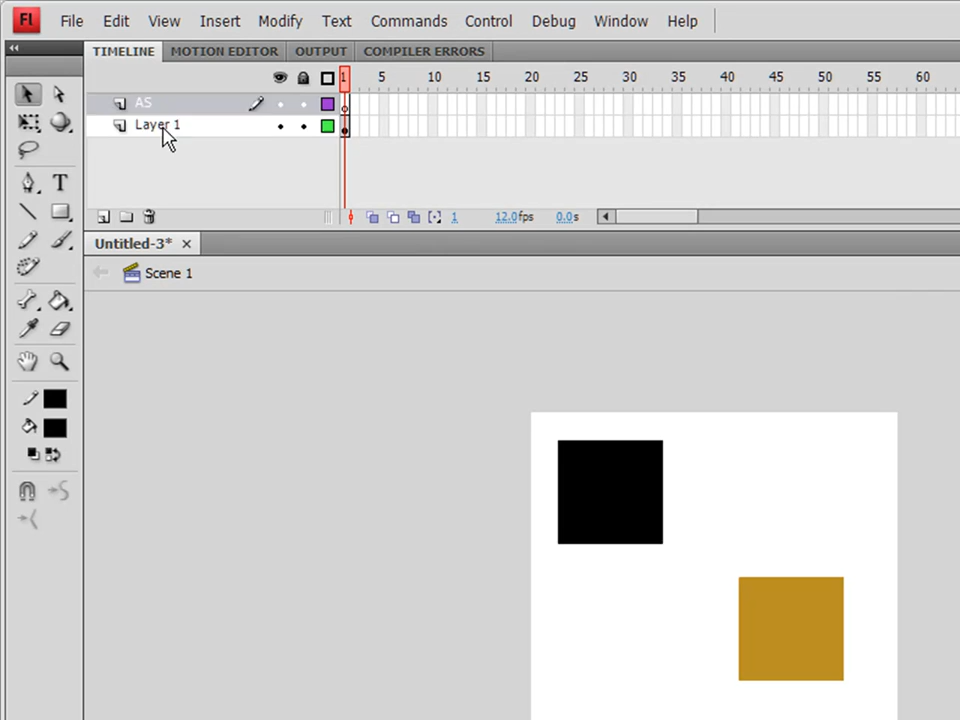 Fl File Edit View Insert Modify Text Commands Control Debug Window Help
TIMELINE MOTION EDITOR OUTPUT COMPILER ERRORS
1 5 10 15 20 25 30 35 40 45 50 55 60
AS
Layer 1
1 12.0fps 0.0s
Untitled-3*
Scene 1
T